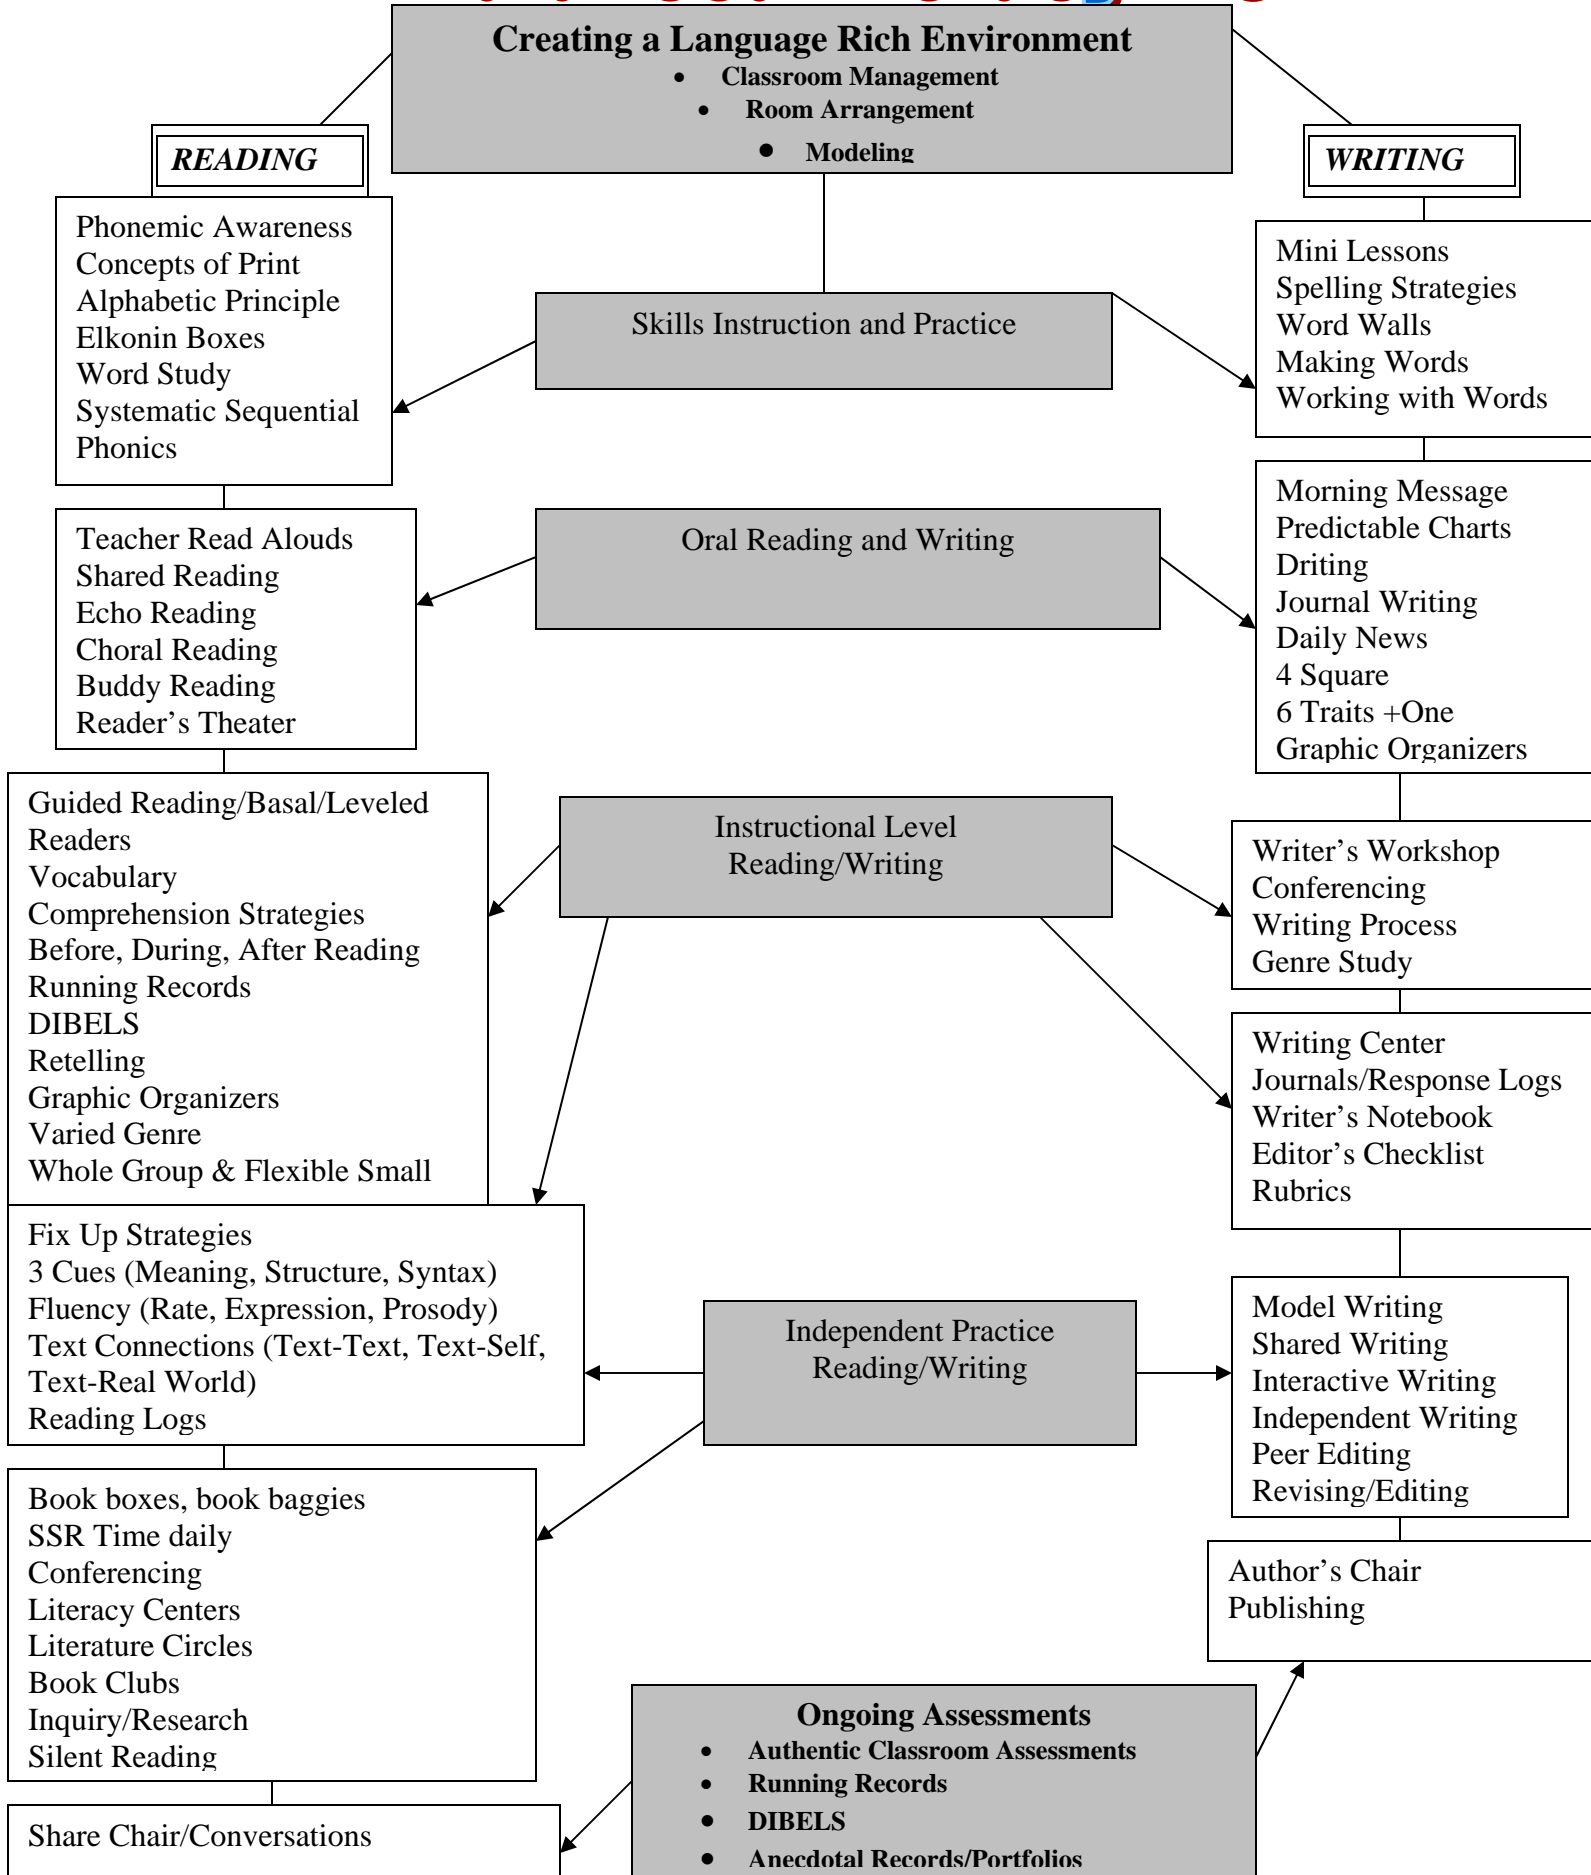 Creating a Language Rich Environment
• Classroom Management
• Room Arrangement
• Modeling
READING
WRITING
Phonemic Awareness
Concepts of Print
Alphabetic Principle
Elkonin Boxes
Word Study
Systematic Sequential
Phonics
Skills Instruction and Practice
Mini Lessons
Spelling Strategies
Word Walls
Making Words
Working with Words
Teacher Read Alouds
Shared Reading
Echo Reading
Choral Reading
Buddy Reading
Reader's Theater
Oral Reading and Writing
Morning Message
Predictable Charts
Driting
Journal Writing
Daily News
4 Square
6 Traits +One
Graphic Organizers
Guided Reading/Basal/Leveled
Readers
Vocabulary
Comprehension Strategies
Before, During, After Reading
Running Records
DIBELS
Retelling
Graphic Organizers
Varied Genre
Whole Group & Flexible Small
Instructional Level
Reading/Writing
Writer's Workshop
Conferencing
Writing Process
Genre Study
Writing Center
Journals/Response Logs
Writer's Notebook
Editor's Checklist
Rubrics
Fix Up Strategies
3 Cues (Meaning, Structure, Syntax)
Fluency (Rate, Expression, Prosody)
Text Connections (Text-Text, Text-Self,
Text-Real World)
Reading Logs
Independent Practice
Reading/Writing
Model Writing
Shared Writing
Interactive Writing
Independent Writing
Peer Editing
Revising/Editing
Book boxes, book baggies
SSR Time daily
Conferencing
Literacy Centers
Literature Circles
Book Clubs
Inquiry/Research
Silent Reading
Author's Chair
Publishing
Ongoing Assessments
• Authentic Classroom Assessments
• Running Records
• DIBELS
• Anecdotal Records/Portfolios
Share Chair/Conversations